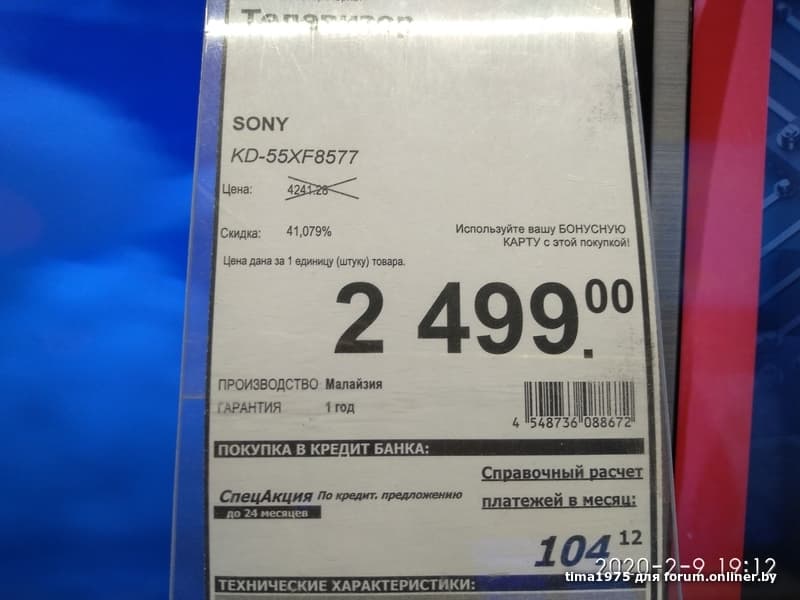 Телевизор
SONY
KD-55XF8577
Цена: 4241.28
Скидка: 41,079%
Используйте вашу БОНУСНУЮ
КАРТУ с этой покупкой!
Цена дана за 1 единицу (штуку) товара.
2 499.00
ПРОИЗВОДСТВО Малайзия
ГАРАНТИЯ 1 год
4 548736 088672
ПОКУПКА В КРЕДИТ БАНКА:
Справочный расчет
СпецАкция По кредит. предложению
платежей в месяц:
до 24 месяцев
104 12
2020-2-9 19:12
tima1975 для forum.onliner.by
ТЕХНИЧЕСКИЕ ХАРАКТЕРИСТИКИ: